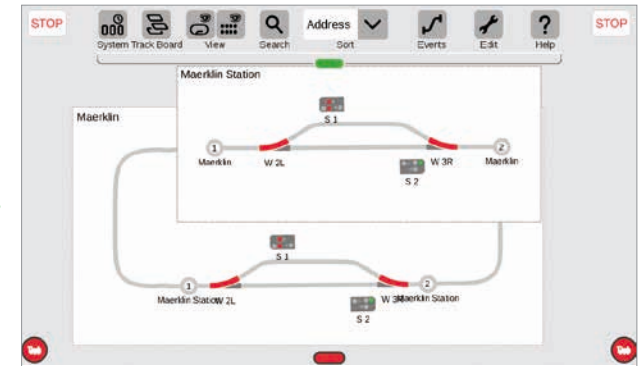 STOP
Address
STOP
System Track Board View Search Sort Everts Edit Help
Maerklin Station
Maerklin
S 1
1 2
Maerklin W 2L W 3R Maerklin
S 2
S 1
1 2
Maerklin Station W 2L W 3R Maerklin Station
S 2